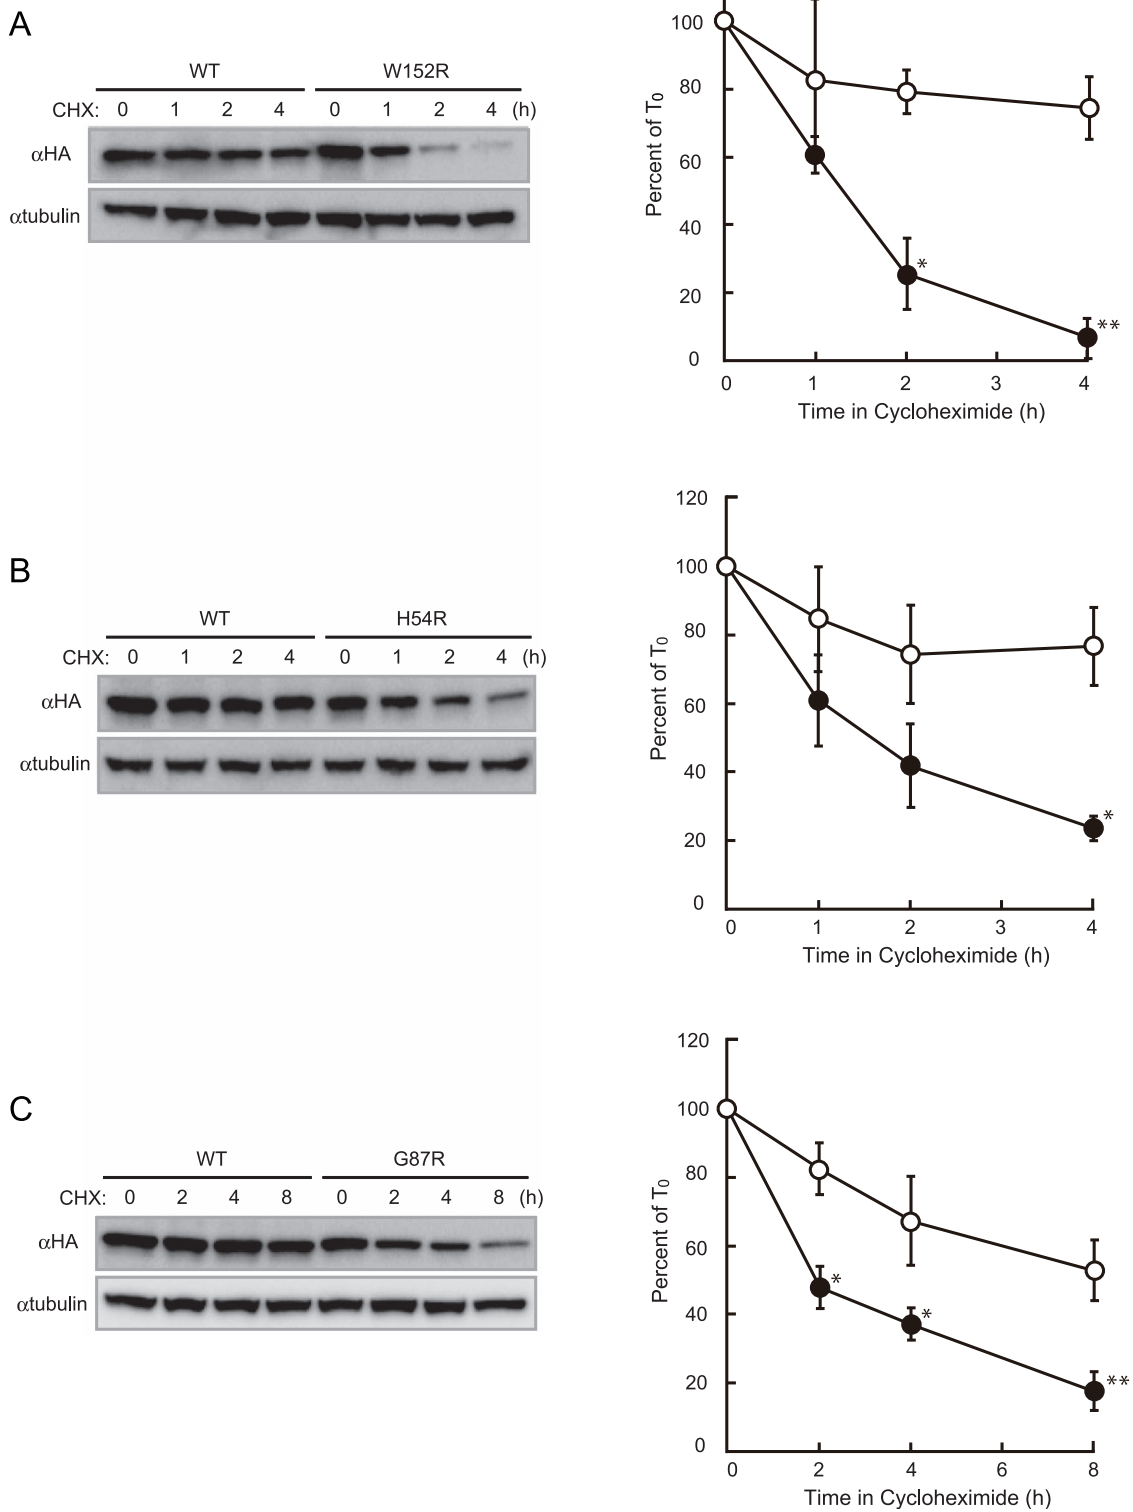 A
WT W152R
CHX: 0 1 2 4 0 1 2 4 (h)
αHA
αtubulin
100
80
60
40
20
0
Percent of T0
*
**
0 1 2 3 4
Time in Cycloheximide (h)
B
WT H54R
CHX: 0 1 2 4 0 1 2 4 (h)
αHA
αtubulin
120
100
80
60
40
20
0
Percent of T0
*
0 1 2 3 4
Time in Cycloheximide (h)
C
WT G87R
CHX: 0 2 4 8 0 2 4 8 (h)
αHA
αtubulin
120
100
80
60
40
20
0
Percent of T0
*
*
**
0 2 4 6 8
Time in Cycloheximide (h)